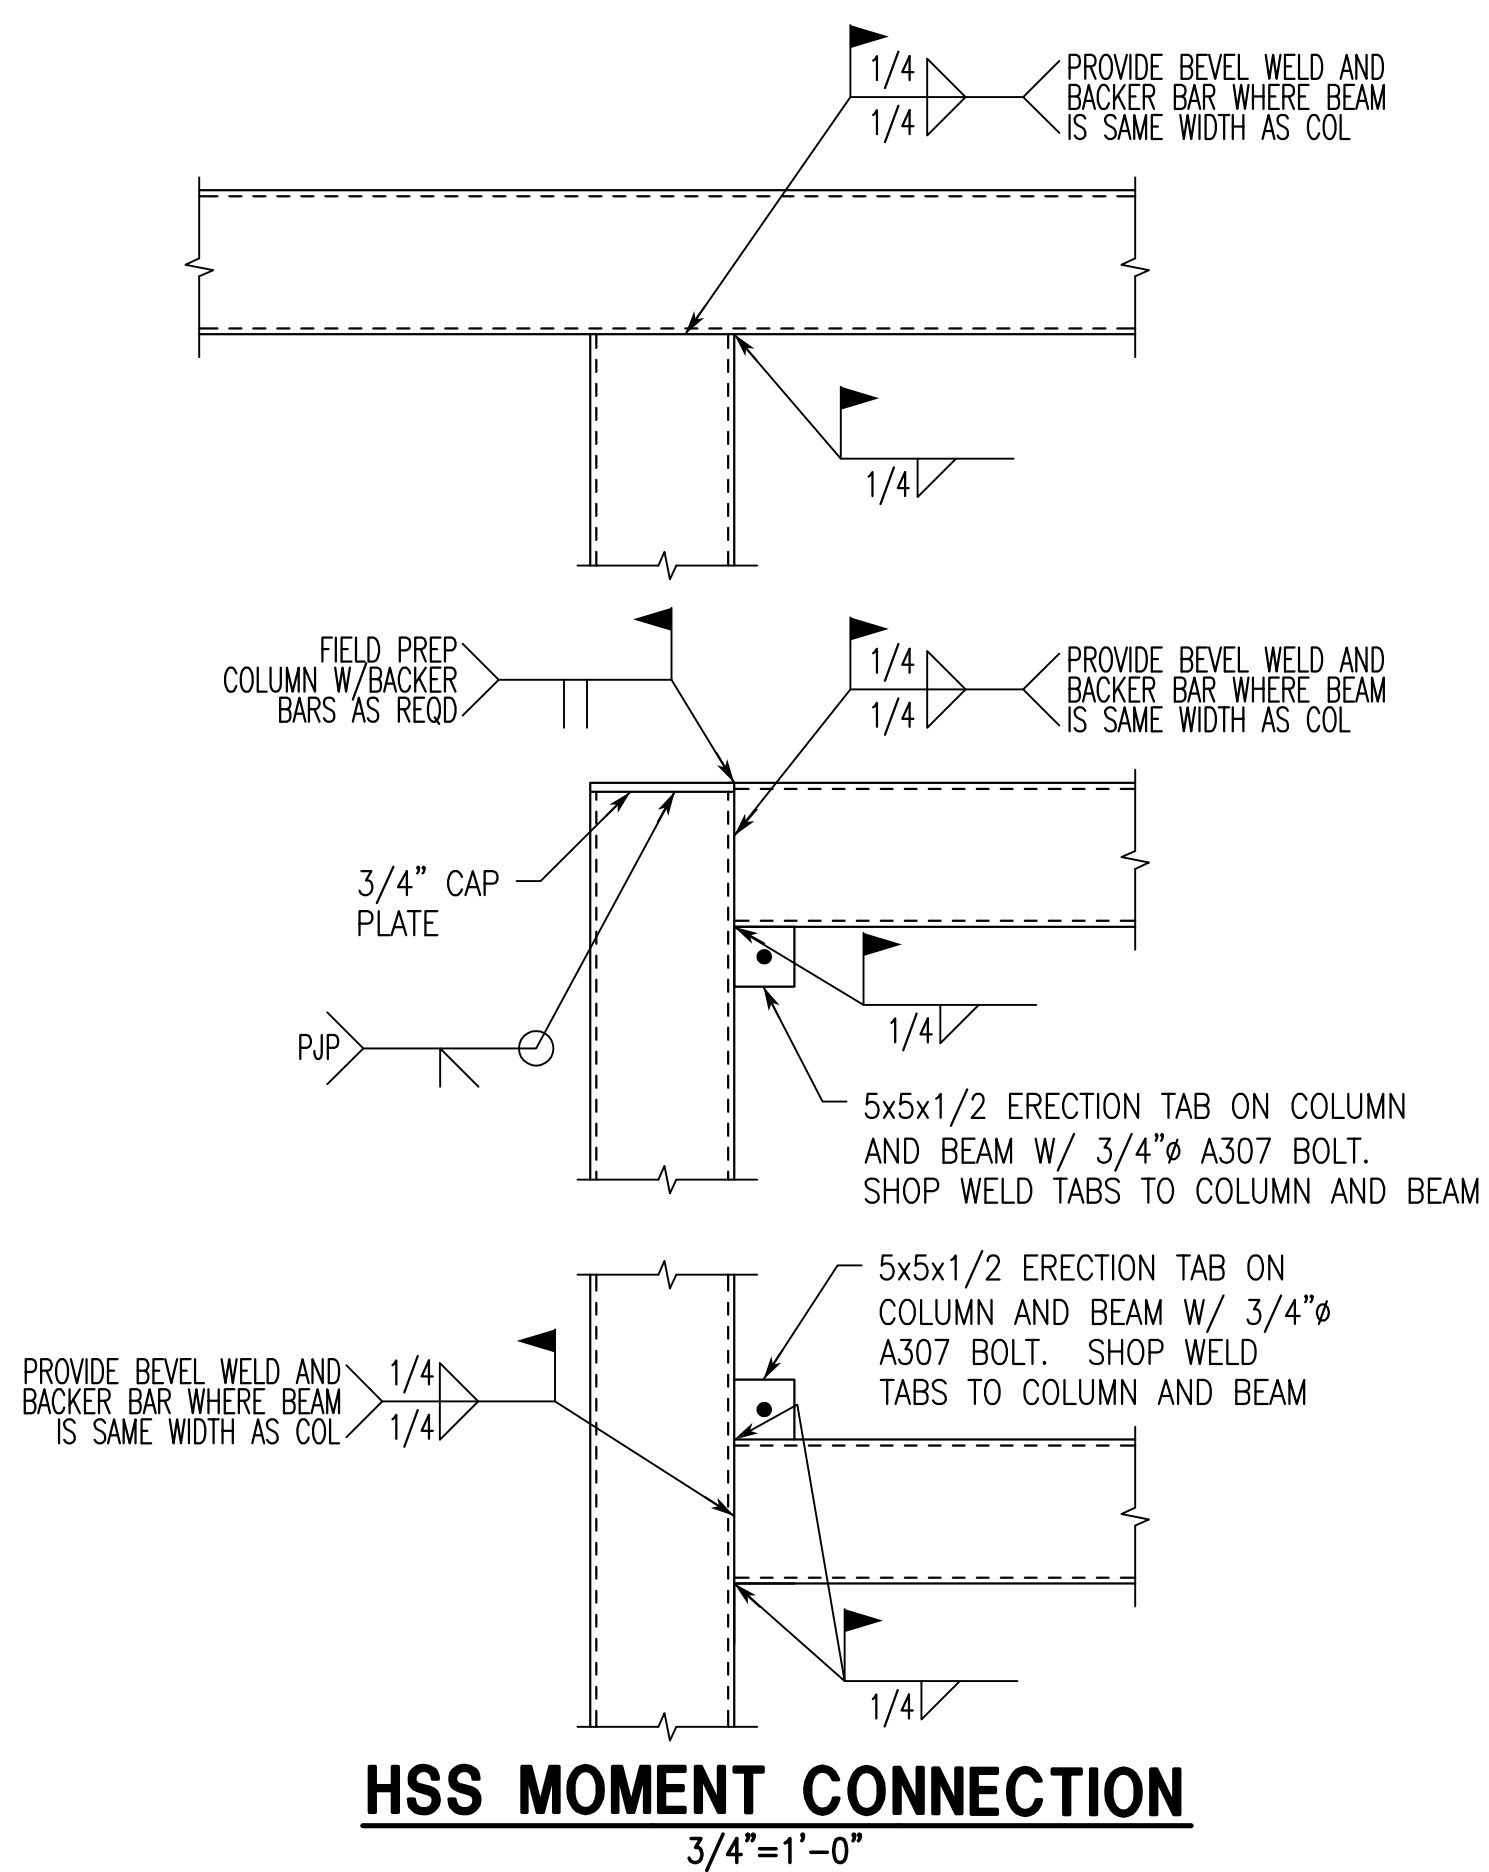 1/4
1/4
PROVIDE BEVEL WELD AND
BACKER BAR WHERE BEAM
IS SAME WIDTH AS COL
1/4
FIELD PREP
COLUMN W/BACKER
BARS AS REQD
1/4
1/4
PROVIDE BEVEL WELD AND
BACKER BAR WHERE BEAM
IS SAME WIDTH AS COL
3/4" CAP
PLATE
1/4
PJP
5x5x1/2 ERECTION TAB ON COLUMN
AND BEAM W/ 3/4"ø A307 BOLT.
SHOP WELD TABS TO COLUMN AND BEAM
5x5x1/2 ERECTION TAB ON
COLUMN AND BEAM W/ 3/4"ø
A307 BOLT. SHOP WELD
TABS TO COLUMN AND BEAM
PROVIDE BEVEL WELD AND
BACKER BAR WHERE BEAM
IS SAME WIDTH AS COL
1/4
1/4
1/4
HSS MOMENT CONNECTION
3/4"=1'-0"